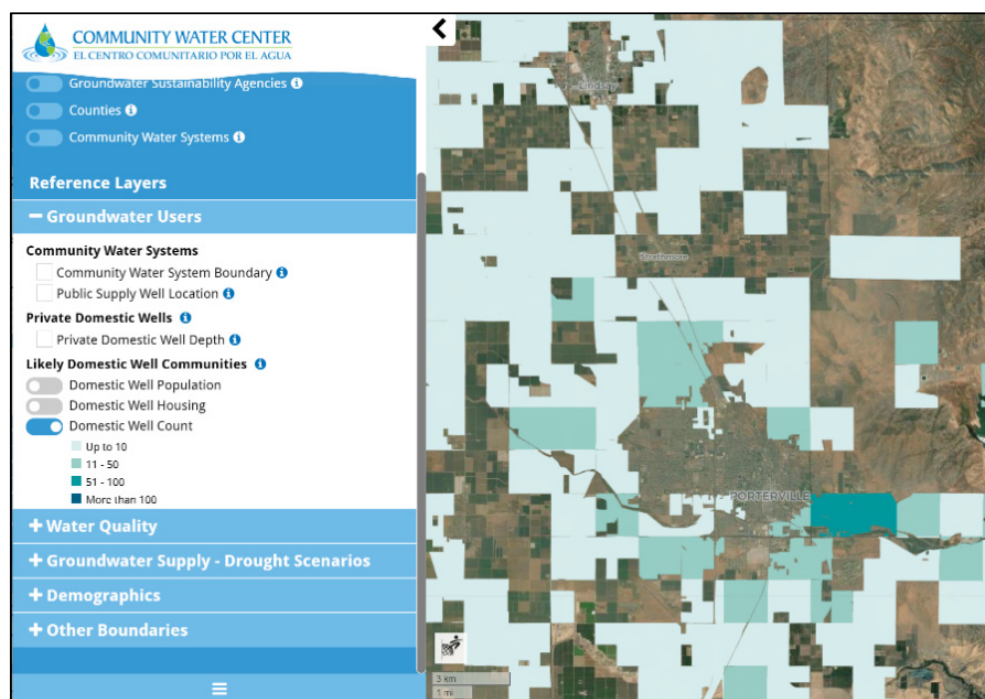 COMMUNITY WATER CENTER
EL CENTRO COMUNITARIO POR EL AGUA
Groundwater Sustainability Agencies
Counties
Community Water Systems
Reference Layers
Groundwater Users
Community Water Systems
Community Water System Boundary
Public Supply Well Location
Private Domestic Wells
Private Domestic Well Depth
Likely Domestic Well Communities
Domestic Well Population
Domestic Well Housing
Domestic Well Count
Up to 10
11 - 50
51 - 100
More than 100
+ Water Quality
+ Groundwater Supply - Drought Scenarios
+ Demographics
+ Other Boundaries
Lindsay
Strathmore
PORTERVILLE
3 km
1 mi